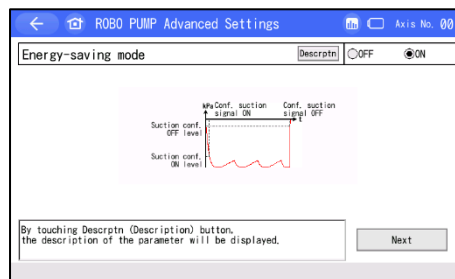 ROBO PUMP Advanced Settings
Axis No. 00
Energy-saving mode
Descrptn
OFF
ON
kPa
Conf. suction
signal ON
Conf. suction
signal OFF
t
Suction conf.
OFF level
Suction conf.
ON level
By touching Descrptn (Description) button.
the description of the parameter will be displayed.
Next